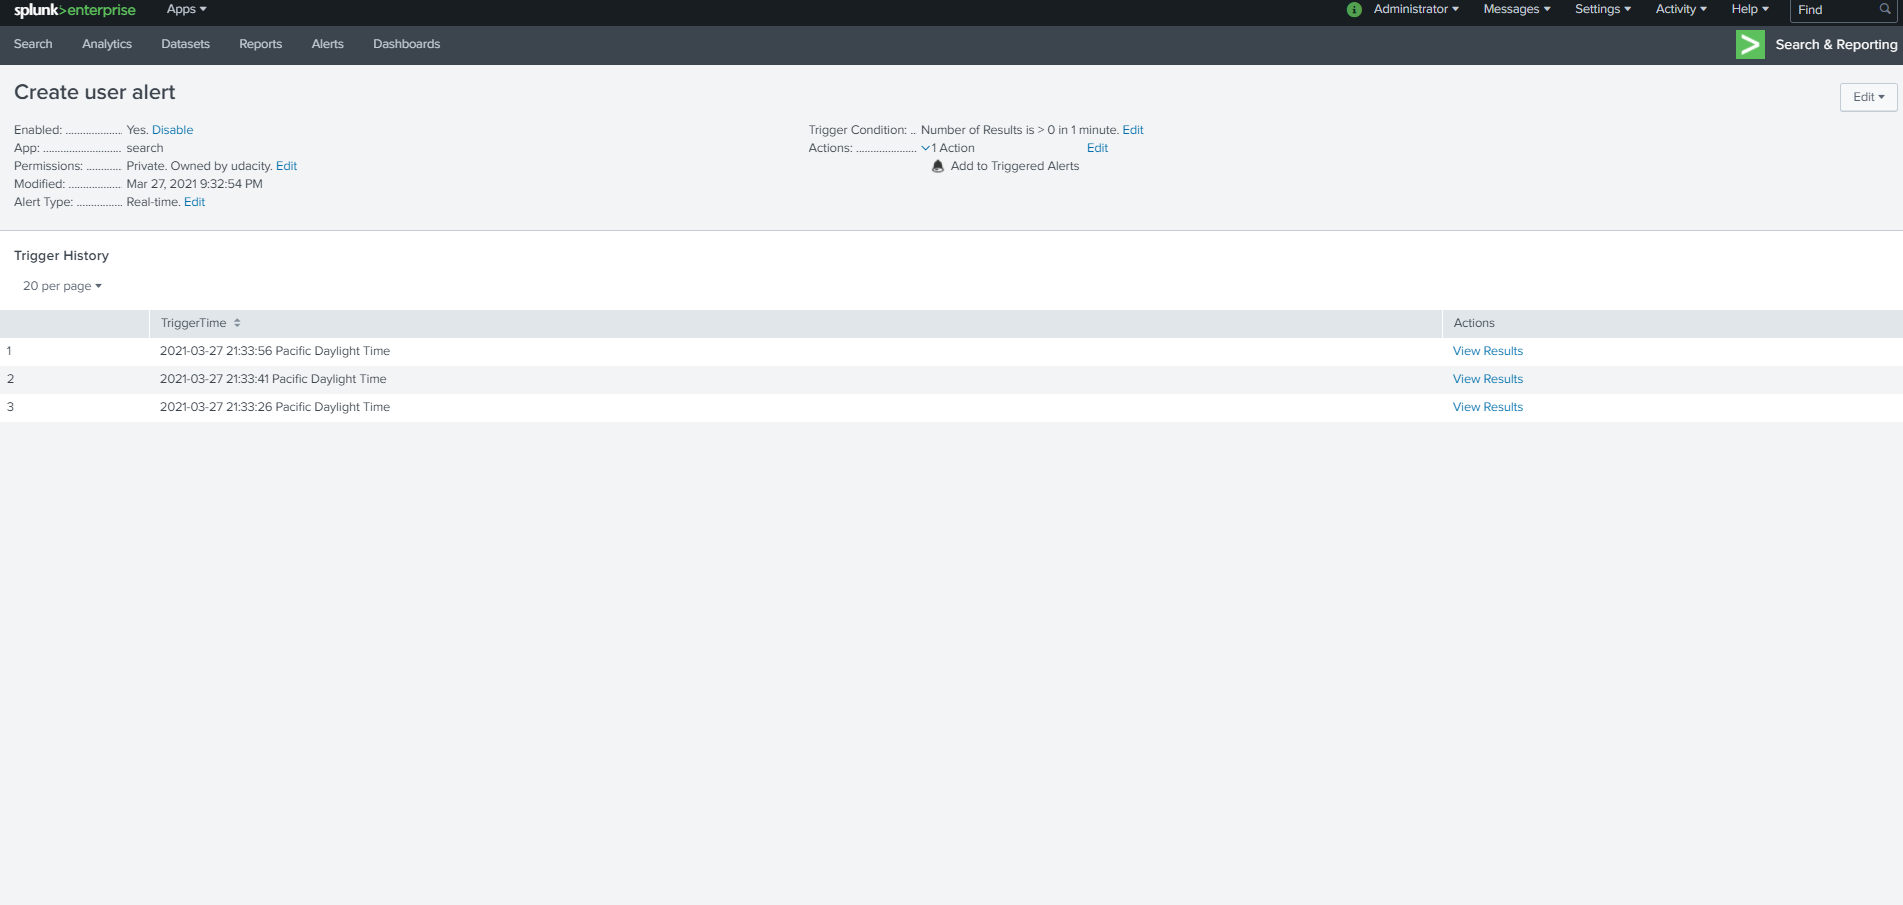 splunk>enterprise Apps Administrator Messages Settings Activity Help Find
Search Analytics Datasets Reports Alerts Dashboards Search & Reporting
Create user alert
Edit
Enabled: .................... Yes. Disable
App: ........................... search
Permissions: ............ Private. Owned by udacity. Edit
Modified: ................... Mar 27, 2021 9:32:54 PM
Alert Type: ................ Real-time. Edit
Trigger Condition: .. Number of Results is > 0 in 1 minute. Edit
Actions: ..................... 1 Action Edit
Add to Triggered Alerts
Trigger History
20 per page
TriggerTime Actions
1 2021-03-27 21:33:56 Pacific Daylight Time View Results
2 2021-03-27 21:33:41 Pacific Daylight Time View Results
3 2021-03-27 21:33:26 Pacific Daylight Time View Results